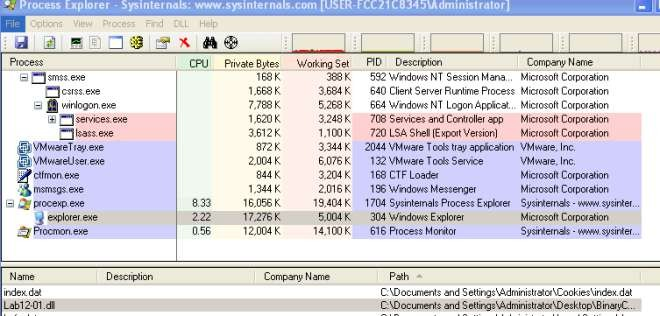 Process Explorer - Sysinternals: www.sysinternals.com [USER-FCC21C8345\Administrator]
File Options View Process Find DLL Help
Process CPU Private Bytes Working Set PID Description Company Name
smss.exe 168 K 388 K 592 Windows NT Session Mana... Microsoft Corporation
csrss.exe 1,668 K 3,684 K 640 Client Server Runtime Process Microsoft Corporation
winlogon.exe 7,788 K 5,268 K 664 Windows NT Logon Applicat... Microsoft Corporation
services.exe 1,620 K 3,248 K 708 Services and Controller app Microsoft Corporation
lsass.exe 3,612 K 1,100 K 720 LSA Shell (Export Version) Microsoft Corporation
VMwareTray.exe 872 K 3,344 K 2044 VMware Tools tray application VMware, Inc.
VMwareUser.exe 2,004 K 6,076 K 132 VMware Tools Service VMware, Inc.
ctfmon.exe 844 K 3,204 K 168 CTF Loader Microsoft Corporation
msmsgs.exe 1,344 K 2,016 K 196 Windows Messenger Microsoft Corporation
procexp.exe 8.33 16,056 K 19,404 K 1704 Sysinternals Process Explorer Sysinternals - www.sysinter...
explorer.exe 2.22 17,276 K 5,004 K 304 Windows Explorer Microsoft Corporation
Procmon.exe 0.56 12,004 K 14,100 K 616 Process Monitor Sysinternals - www.sysinter...
Name Description Company Name Path
index.dat C:\Documents and Settings\Administrator\Cookies\index.dat
Lab12-01.dll C:\Documents and Settings\Administrator\Desktop\BinaryC...